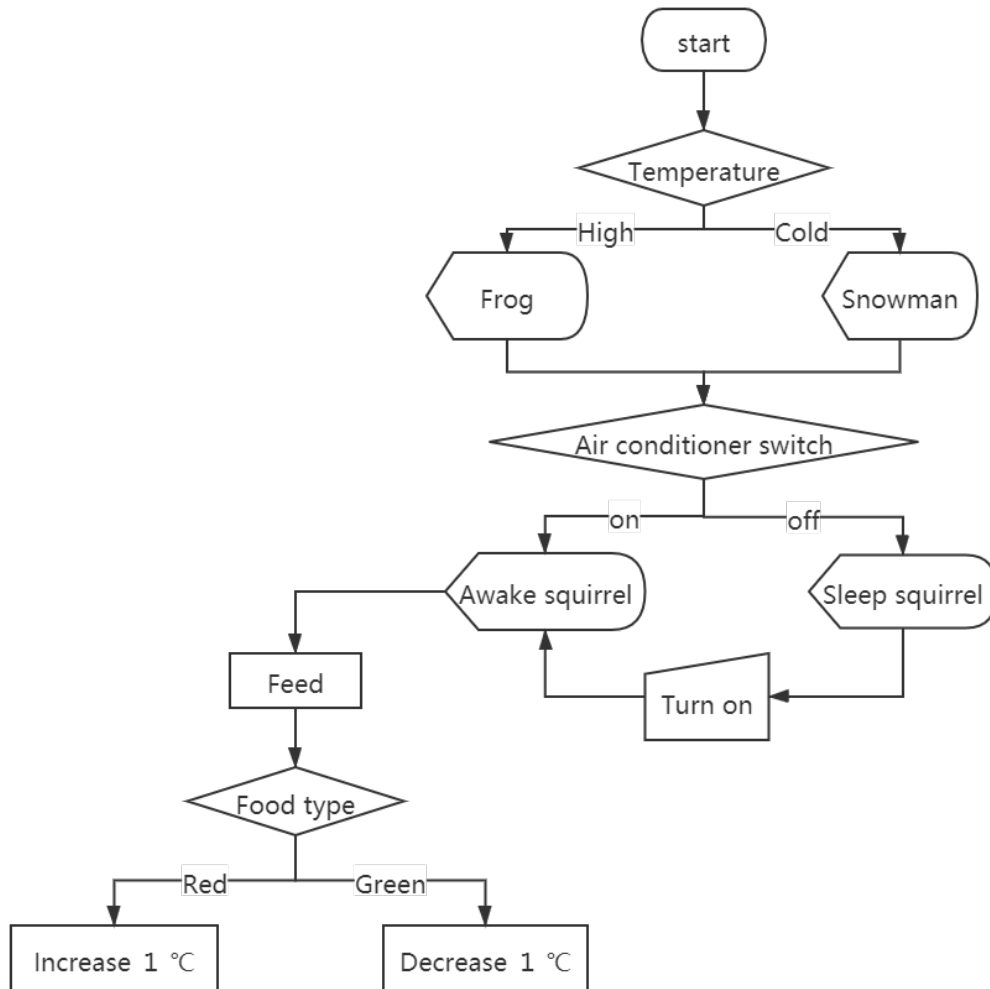 start
Temperature
High
Cold
Frog
Snowman
Air conditioner switch
on
off
Awake squirrel
Sleep squirrel
Feed
Turn on
Food type
Red
Green
Increase 1 ℃
Decrease 1 ℃